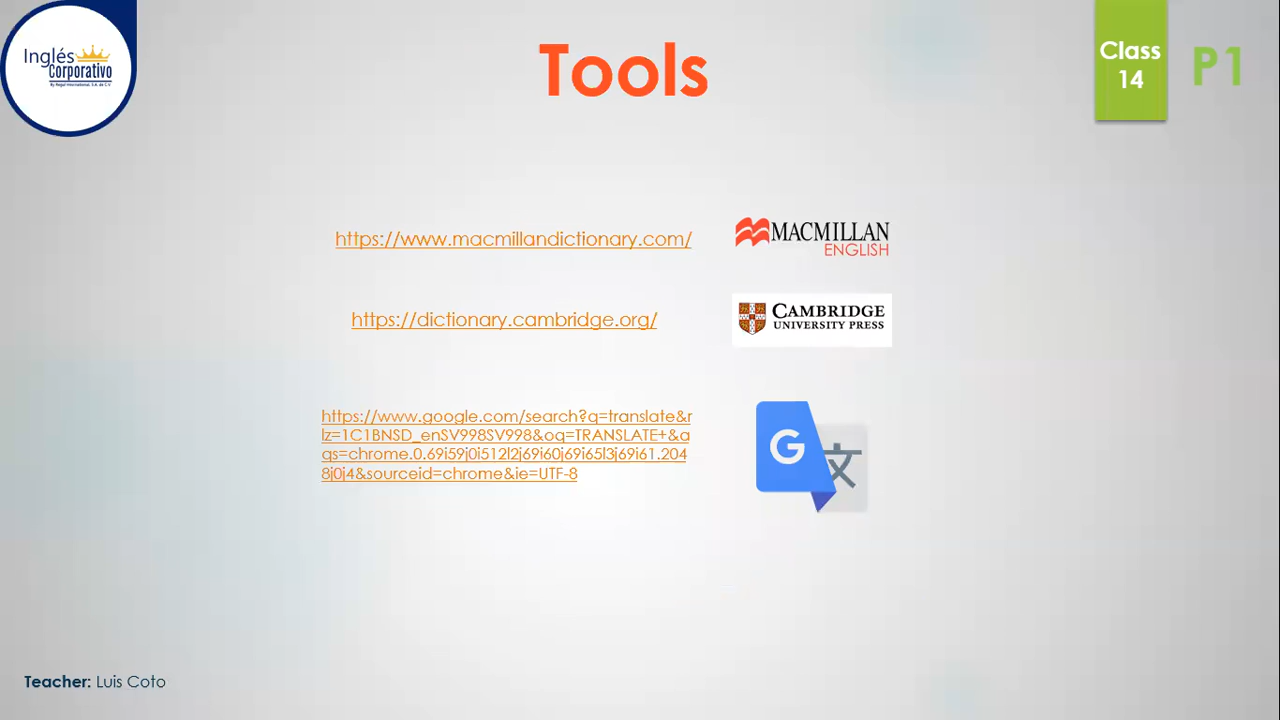 Inglés
Corporativo
By Regal International, S.A. de C.V.
Tools
Class
14
P1
https://www.macmillandictionary.com/
MACMILLAN
ENGLISH
https://dictionary.cambridge.org/
CAMBRIDGE
UNIVERSITY PRESS
https://www.google.com/search?q=translate&r
lz=1C1BNSD_enSV998SV998&oq=TRANSLATE+&a
qs=chrome.0.69i59j0i512l2j69i60j69i65l3j69i61.204
8j0j4&sourceid=chrome&ie=UTF-8
G 文
Teacher: Luis Coto